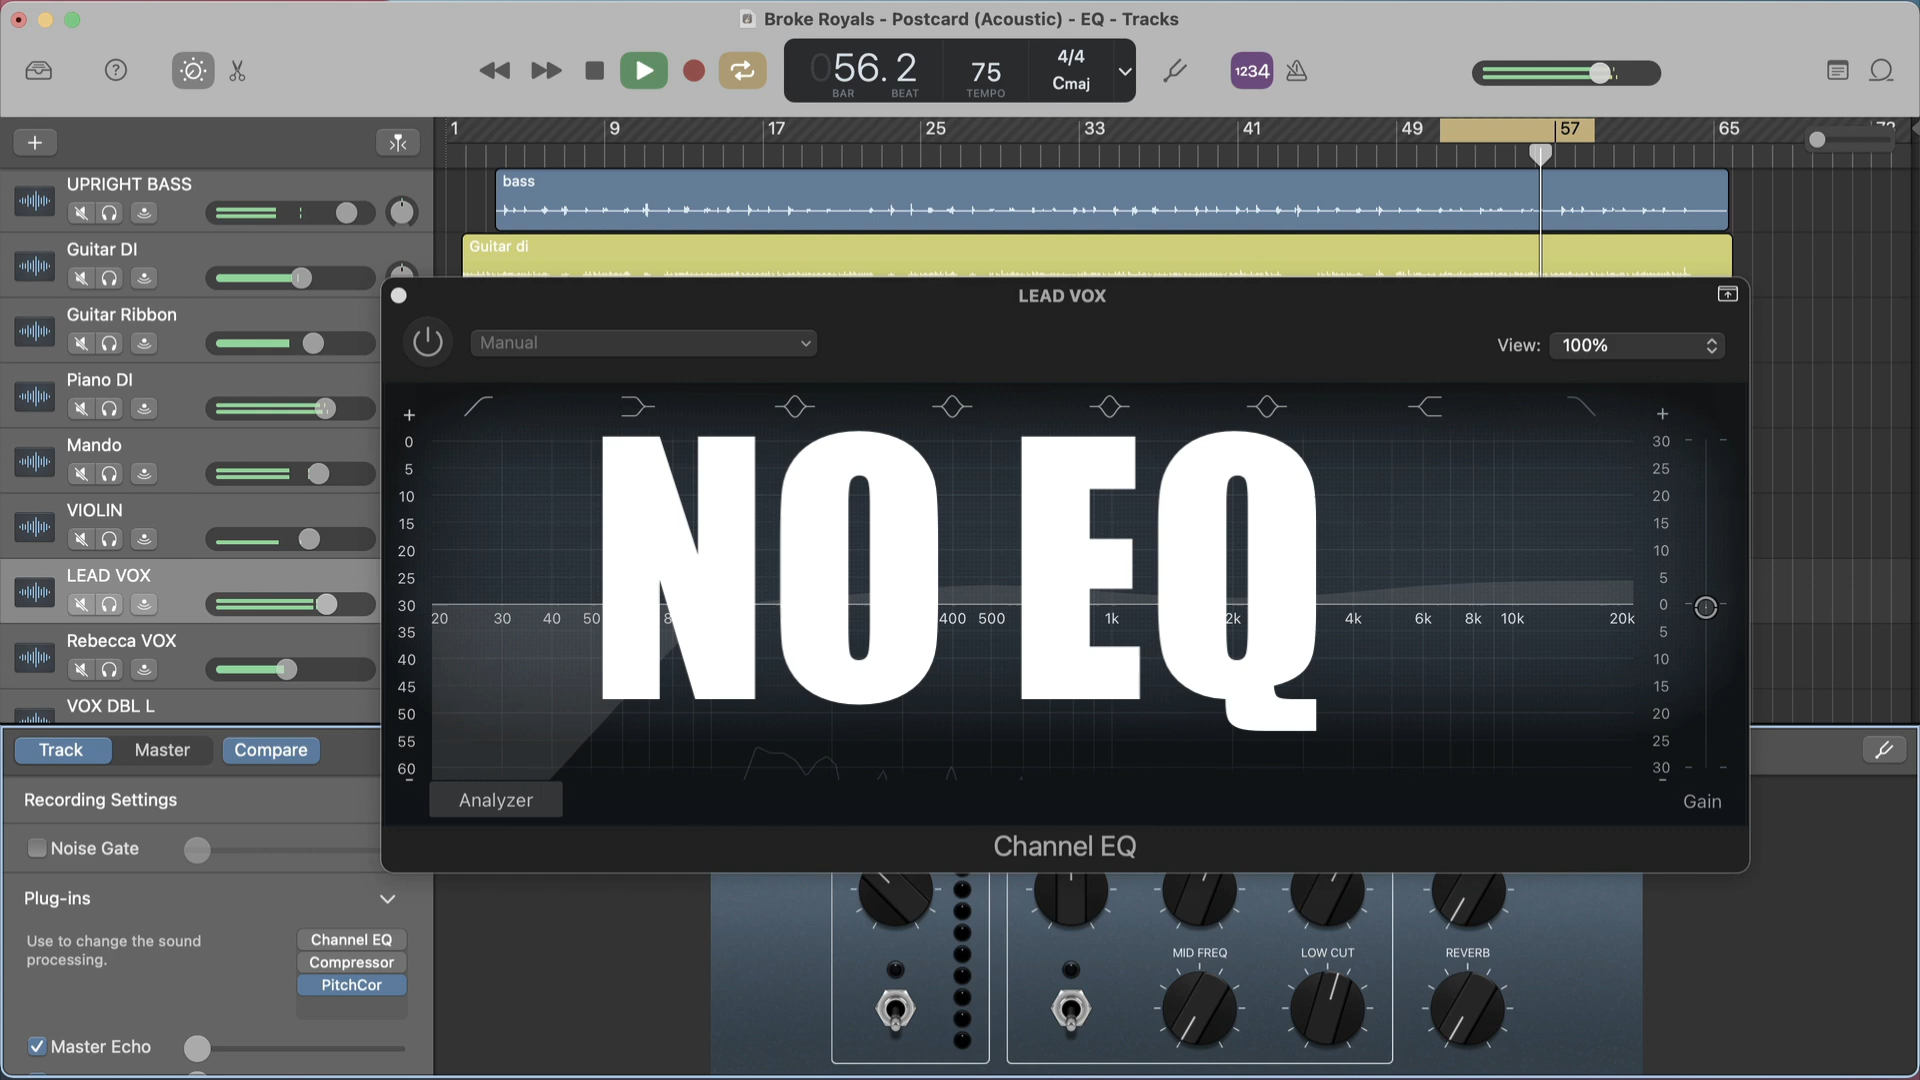 Broke Royals - Postcard (Acoustic) - EQ - Tracks
056.2
BAR
BEAT
75
TEMPO
4/4
Cmaj
1234
1
9
17
25
33
41
49
57
65
UPRIGHT BASS
bass
Guitar DI
Guitar di
Guitar Ribbon
Piano DI
Mando
VIOLIN
LEAD VOX
Rebecca VOX
VOX DBL L
LEAD VOX
Manual
View: 100%
+
0
5
10
15
20
25
30
35
40
45
50
55
60
-
NO EQ
20 30 40 50 400 500 1k 2k 4k 6k 8k 10k 20k
+
30
25
20
15
10
5
0
5
10
15
20
25
30
-
Analyzer
Gain
Channel EQ
Track
Master
Compare
Recording Settings
Noise Gate
Plug-ins
Use to change the sound
processing.
Channel EQ
Compressor
PitchCor
Master Echo
MID FREQ
LOW CUT
REVERB